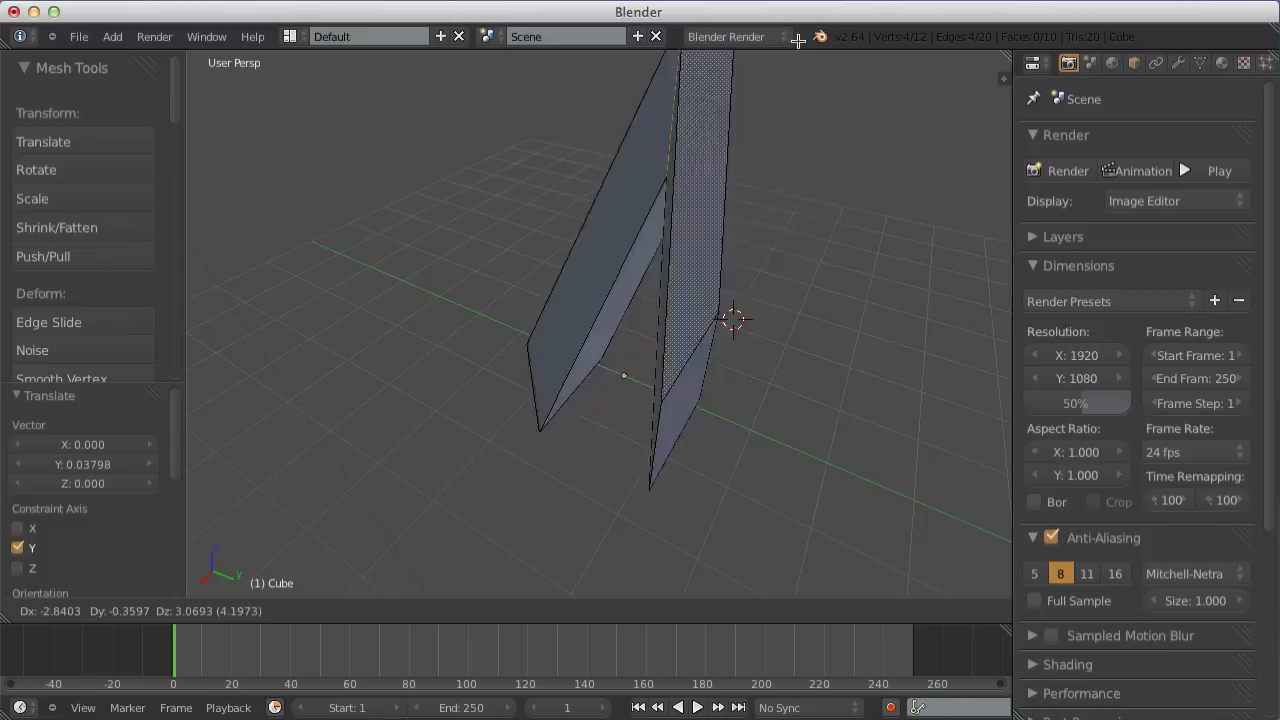 Blender
File Add Render Window Help Default Scene Blender Render v2.64 | Verts:4/12 | Edges:4/20 | Faces:0/10 | Tris:20 | Cube
Mesh Tools
User Persp
Scene
Transform:
Render
Translate
Rotate
Render Animation Play
Scale
Display: Image Editor
Shrink/Fatten
Layers
Push/Pull
Dimensions
Deform:
Render Presets
Edge Slide
Resolution: Frame Range:
Noise
X: 1920 Start Frame: 1
Smooth Vertex
Y: 1080 End Fram: 250
Translate
50% Frame Step: 1
Vector
Aspect Ratio: Frame Rate:
X: 0.000
X: 1.000 24 fps
Y: 0.03798
Y: 1.000 Time Remapping:
Z: 0.000
Bor Crop 100 100
Constraint Axis
X
Anti-Aliasing
Y
Z
5 8 11 16 Mitchell-Netra
Orientation
Full Sample Size: 1.000
z
y
x
(1) Cube
Dx: -2.8403 Dy: -0.3597 Dz: 3.0693 (4.1973)
Sampled Motion Blur
Shading
-40 -20 0 20 40 60 80 100 120 140 160 180 200 220 240 260
Performance
View Marker Frame Playback Start: 1 End: 250 1 No Sync